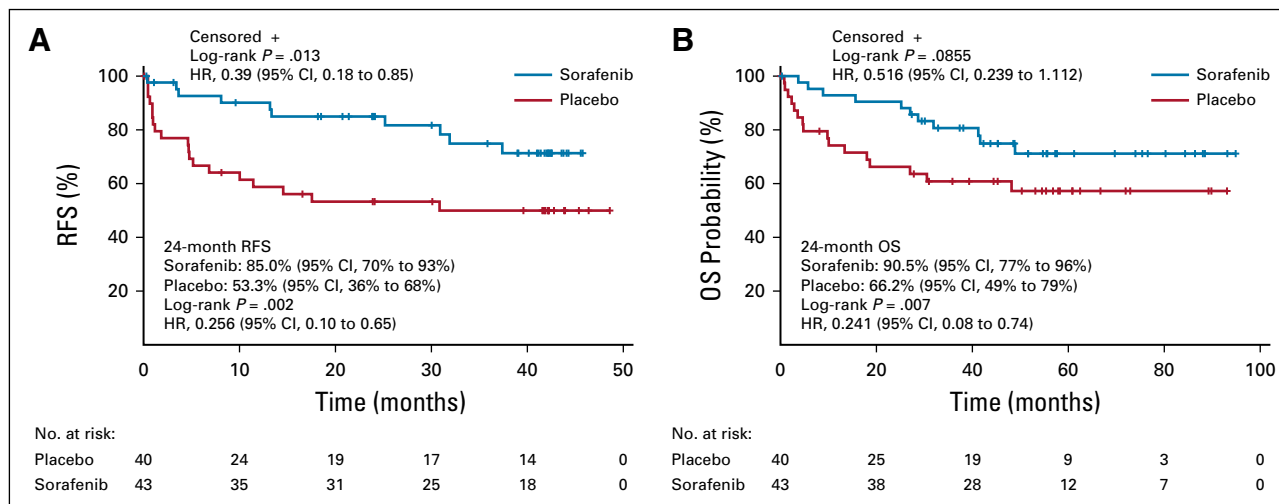 A
Censored +
Log-rank P = .013
HR, 0.39 (95% CI, 0.18 to 0.85)
Sorafenib
Placebo
100
80
60
40
20
RFS (%)
24-month RFS
Sorafenib: 85.0% (95% CI, 70% to 93%)
Placebo: 53.3% (95% CI, 36% to 68%)
Log-rank P = .002
HR, 0.256 (95% CI, 0.10 to 0.65)
0 10 20 30 40 50
Time (months)
No. at risk:
Placebo 40 24 19 17 14 0
Sorafenib 43 35 31 25 18 0
B
Censored +
Log-rank P = .0855
HR, 0.516 (95% CI, 0.239 to 1.112)
Sorafenib
Placebo
100
80
60
40
20
OS Probability (%)
24-month OS
Sorafenib: 90.5% (95% CI, 77% to 96%)
Placebo: 66.2% (95% CI, 49% to 79%)
Log-rank P = .007
HR, 0.241 (95% CI, 0.08 to 0.74)
0 20 40 60 80 100
Time (months)
No. at risk:
Placebo 40 25 19 9 3 0
Sorafenib 43 38 28 12 7 0